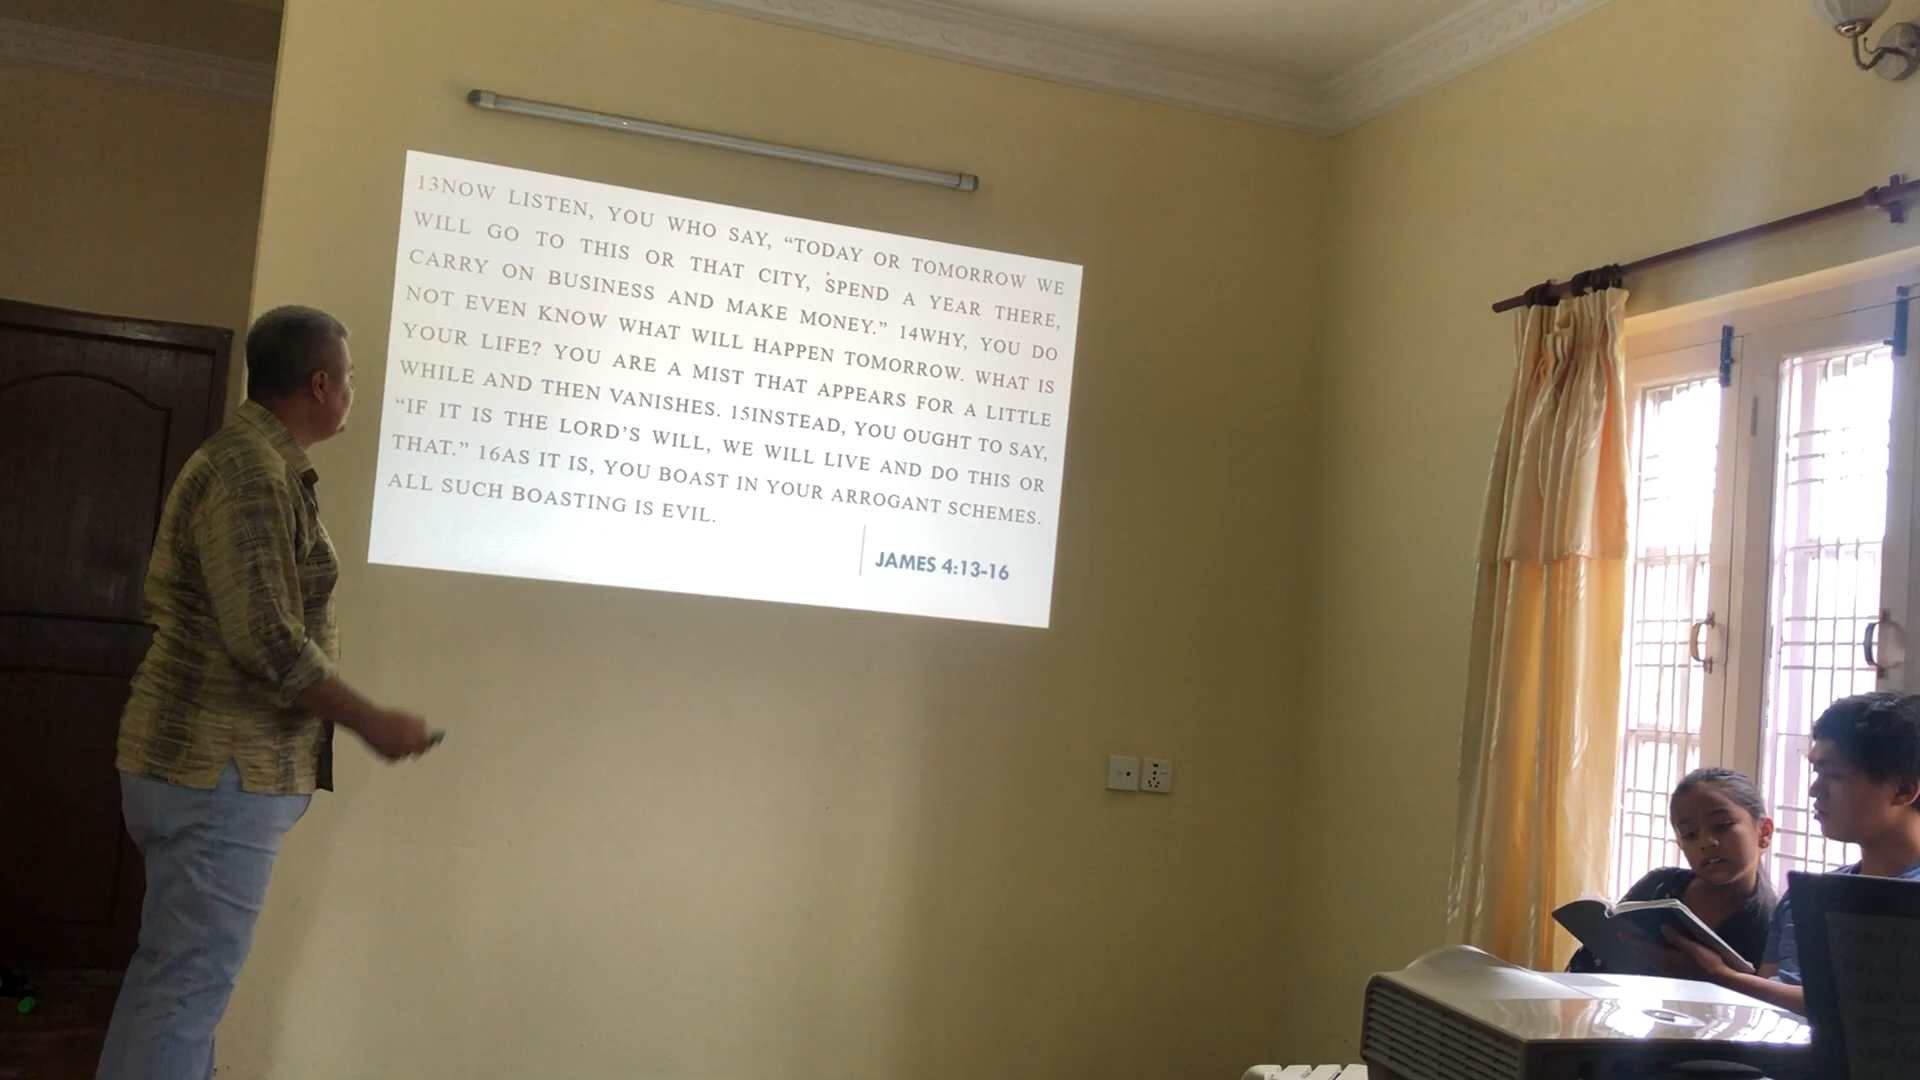 13NOW LISTEN, YOU WHO SAY, “TODAY OR TOMORROW WE
WILL GO TO THIS OR THAT CITY, SPEND A YEAR THERE,
CARRY ON BUSINESS AND MAKE MONEY.” 14WHY, YOU DO
NOT EVEN KNOW WHAT WILL HAPPEN TOMORROW. WHAT IS
YOUR LIFE? YOU ARE A MIST THAT APPEARS FOR A LITTLE
WHILE AND THEN VANISHES. 15INSTEAD, YOU OUGHT TO SAY,
“IF IT IS THE LORD’S WILL, WE WILL LIVE AND DO THIS OR
THAT.” 16AS IT IS, YOU BOAST IN YOUR ARROGANT SCHEMES.
ALL SUCH BOASTING IS EVIL.
JAMES 4:13-16